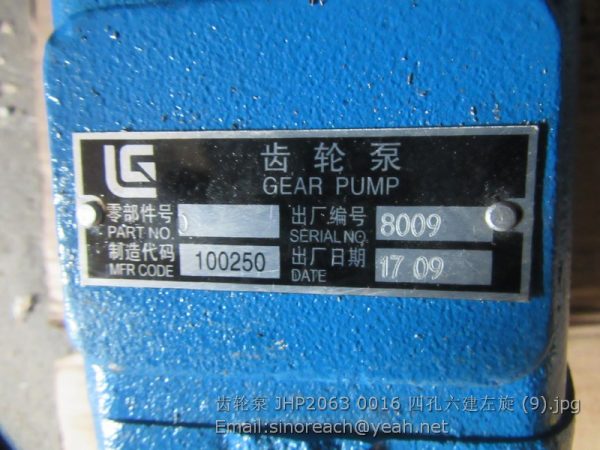 LG
齿轮泵
GEAR PUMP
零部件号
PART NO.
出厂编号 8009
SERIAL NO.
制造代码 100250
MFR CODE
出厂日期 17 09
DATE
齿轮泵 JHP2063 0016 四孔六建左旋 (9).jpg
Email:sinoreach@yeah.net